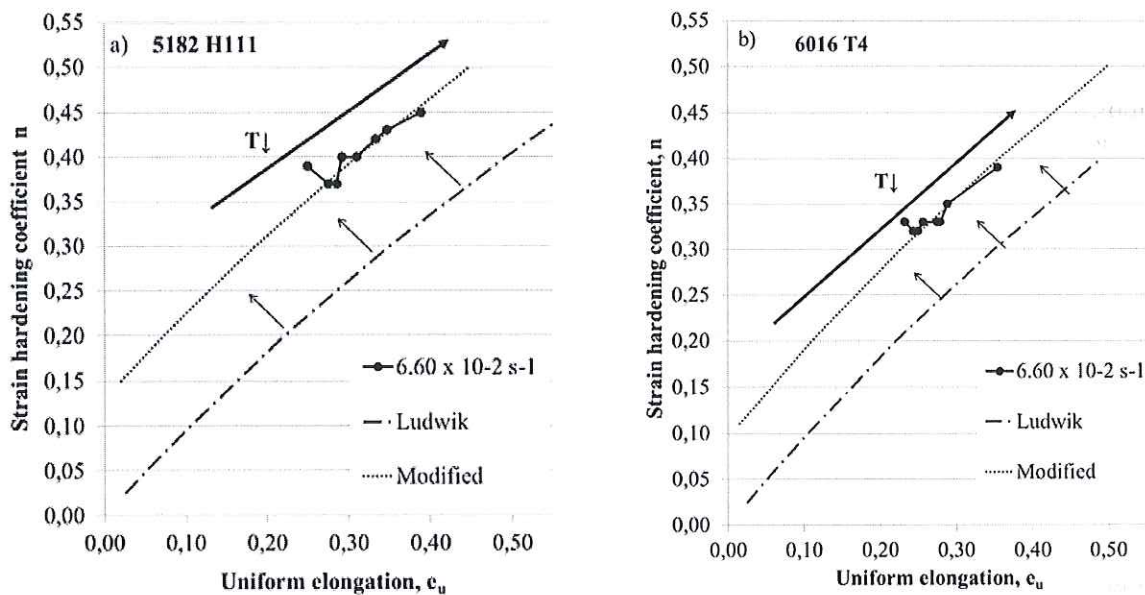 a) 5182 H111
0,55
0,50
0,45
0,40
0,35
0,30
0,25
0,20
0,15
0,10
0,05
0,00
Strain hardening coefficient n
T↓
6.60 x 10-2 s-1
Ludwik
Modified
0,00 0,10 0,20 0,30 0,40 0,50
Uniform elongation, eu
b) 6016 T4
0,55
0,50
0,45
0,40
0,35
0,30
0,25
0,20
0,15
0,10
0,05
0,00
Strain hardening coefficient, n
T↓
6.60 x 10-2 s-1
Ludwik
Modified
0,00 0,10 0,20 0,30 0,40 0,50
Uniform elongation, eu